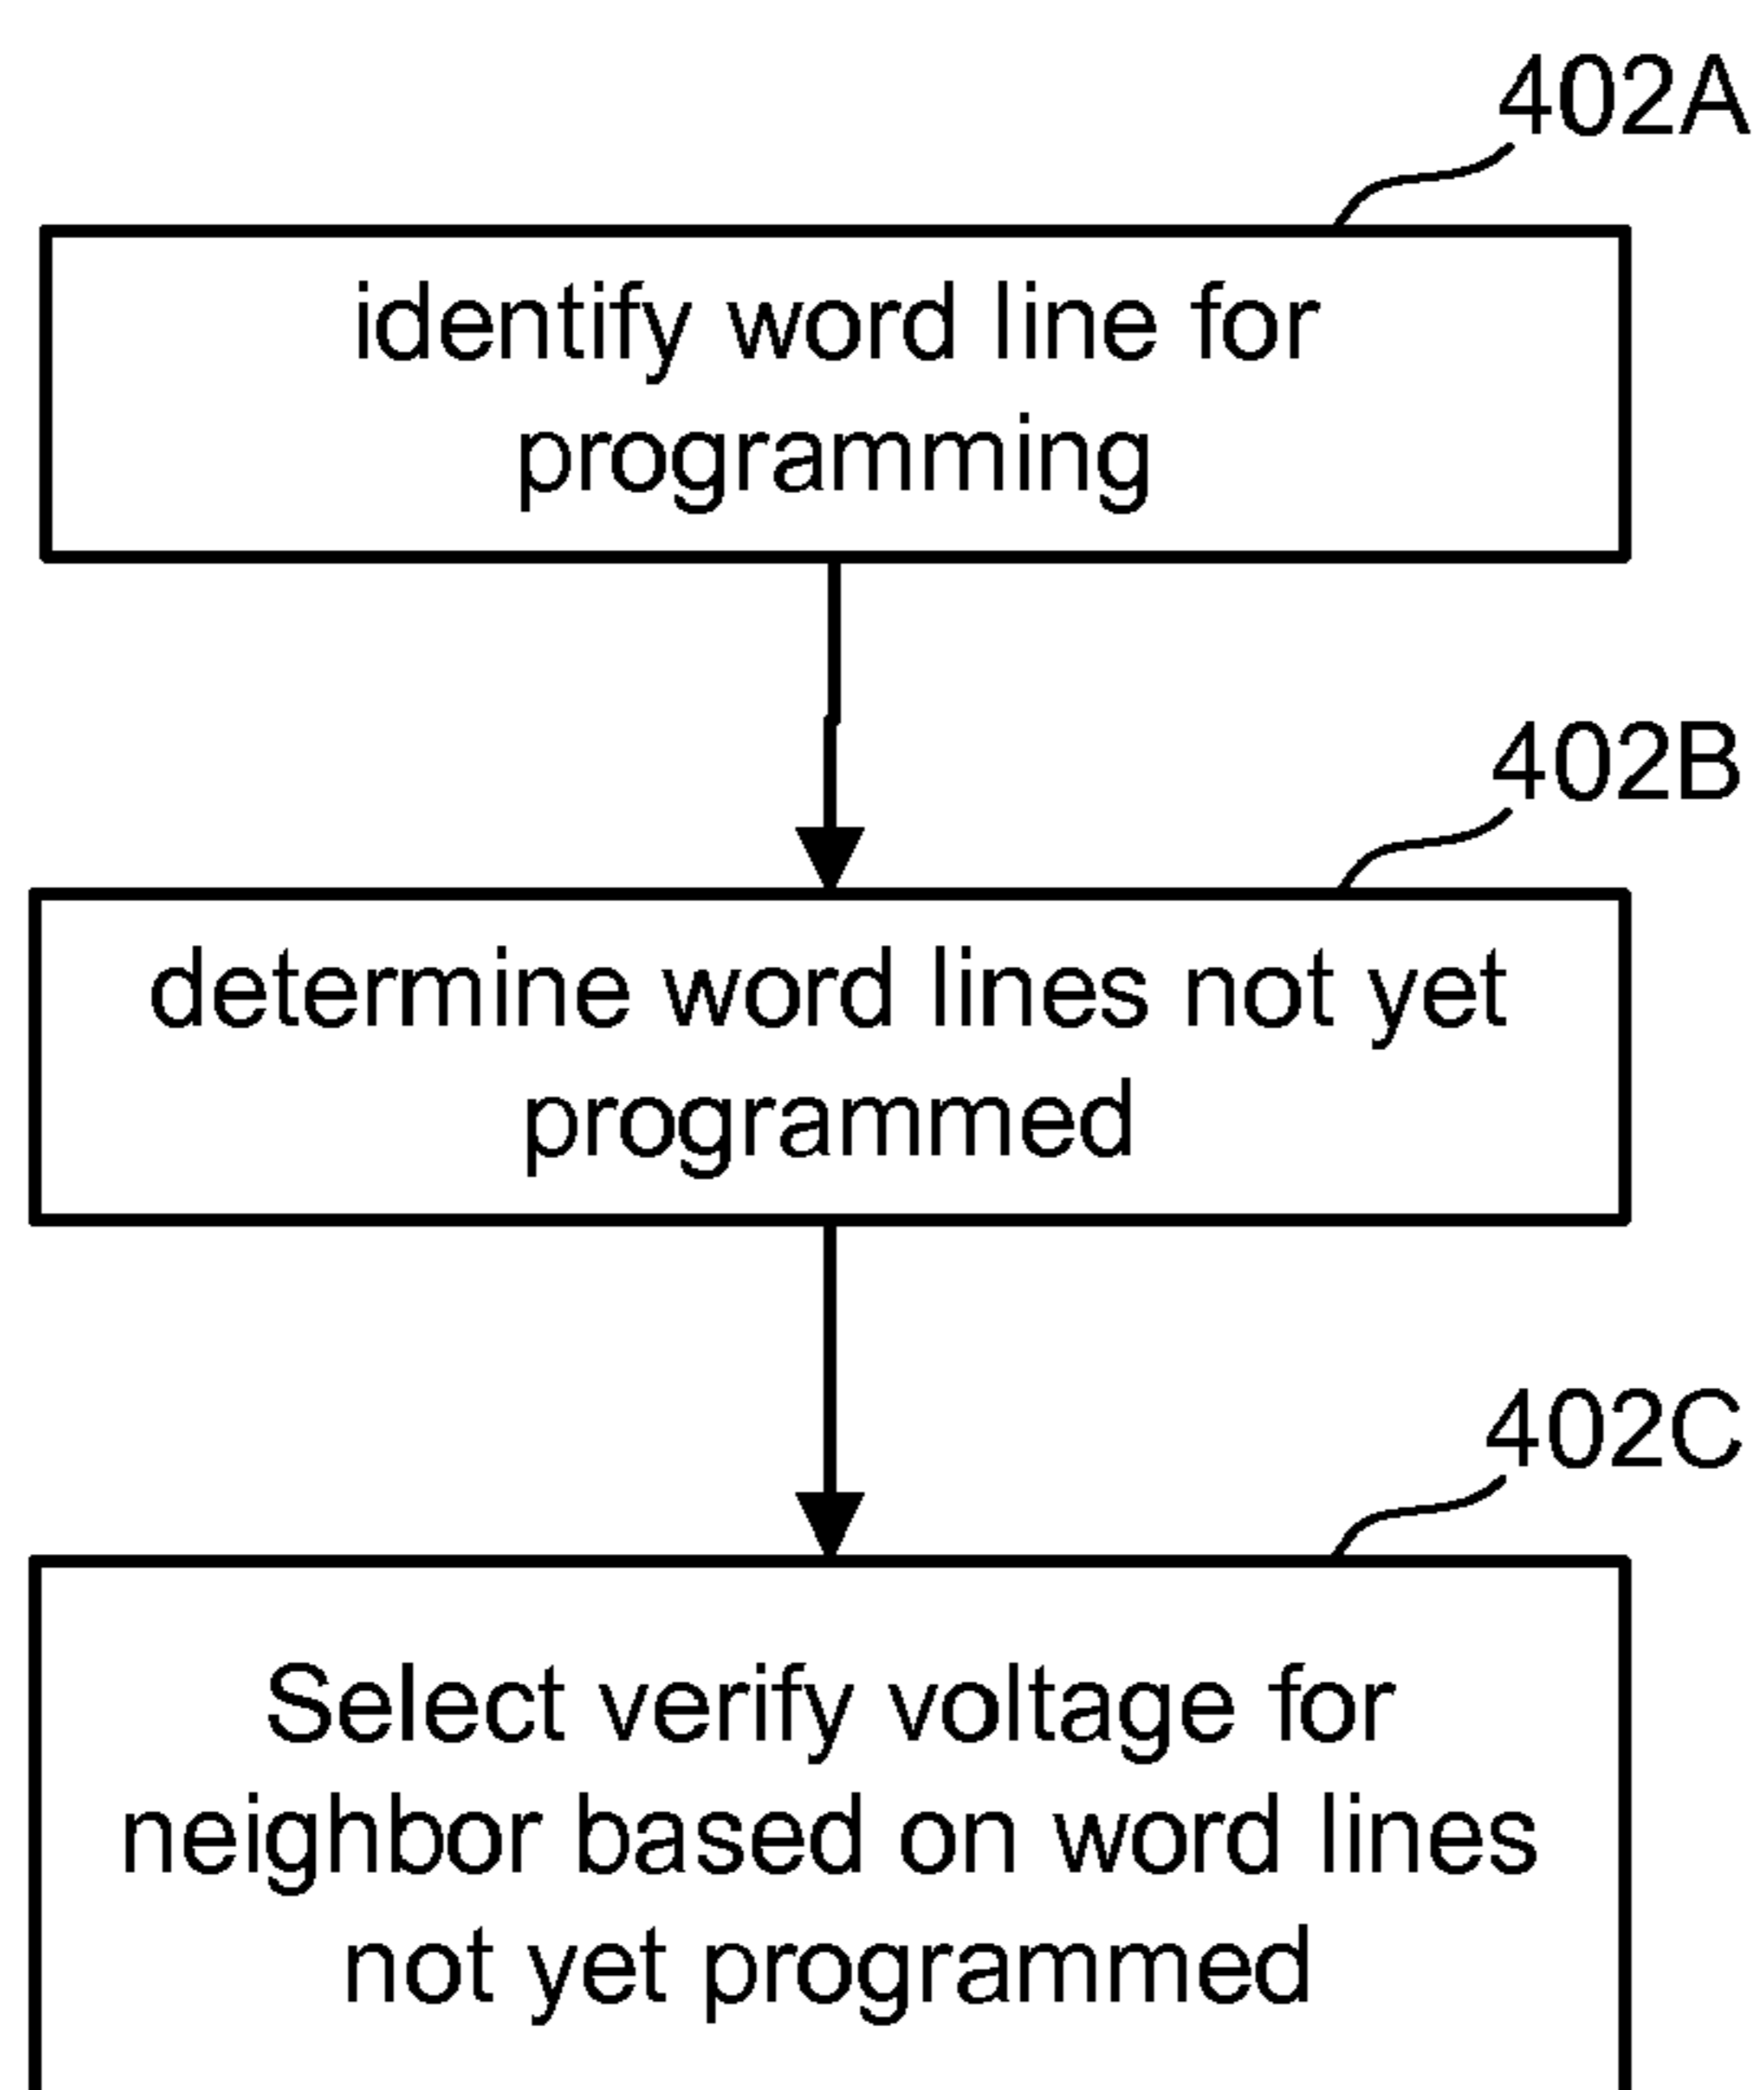 402A
identify word line for
programming
402B
determine word lines not yet
programmed
402C
Select verify voltage for
neighbor based on word lines
not yet programmed